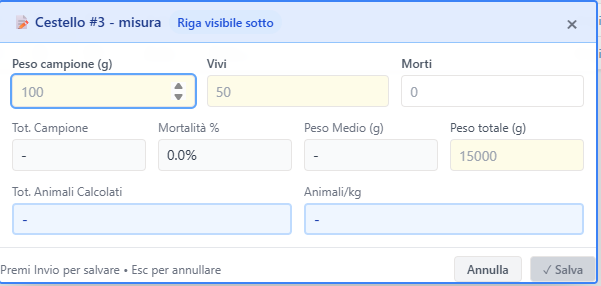 Cestello #3 - misura Riga visibile sotto ×
Peso campione (g) Vivi Morti
100 50 0
Tot. Campione Mortalità % Peso Medio (g) Peso totale (g)
- 0.0% - 15000
Tot. Animali Calcolati Animali/kg
- -
Premi Invio per salvare • Esc per annullare Annulla ✓ Salva